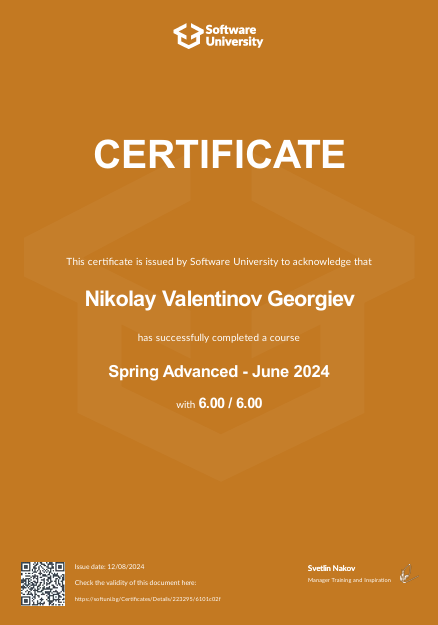 Software
University
CERTIFICATE
This certificate is issued by Software University to acknowledge that
Nikolay Valentinov Georgiev
has successfully completed a course
Spring Advanced - June 2024
with 6.00 / 6.00
Issue date: 12/08/2024
Check the validity of this document here:
https://softuni.bg/Certificates/Details/223295/6101c02f
Svetlin Nakov
Manager Training and Inspiration